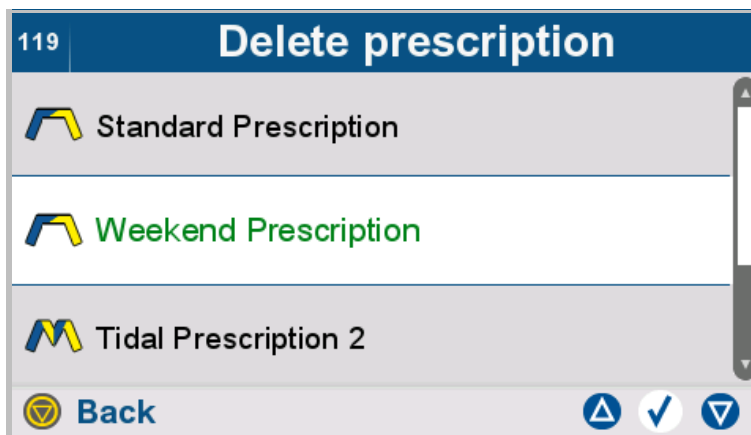 119
Delete prescription
Standard Prescription
Weekend Prescription
Tidal Prescription 2
Back